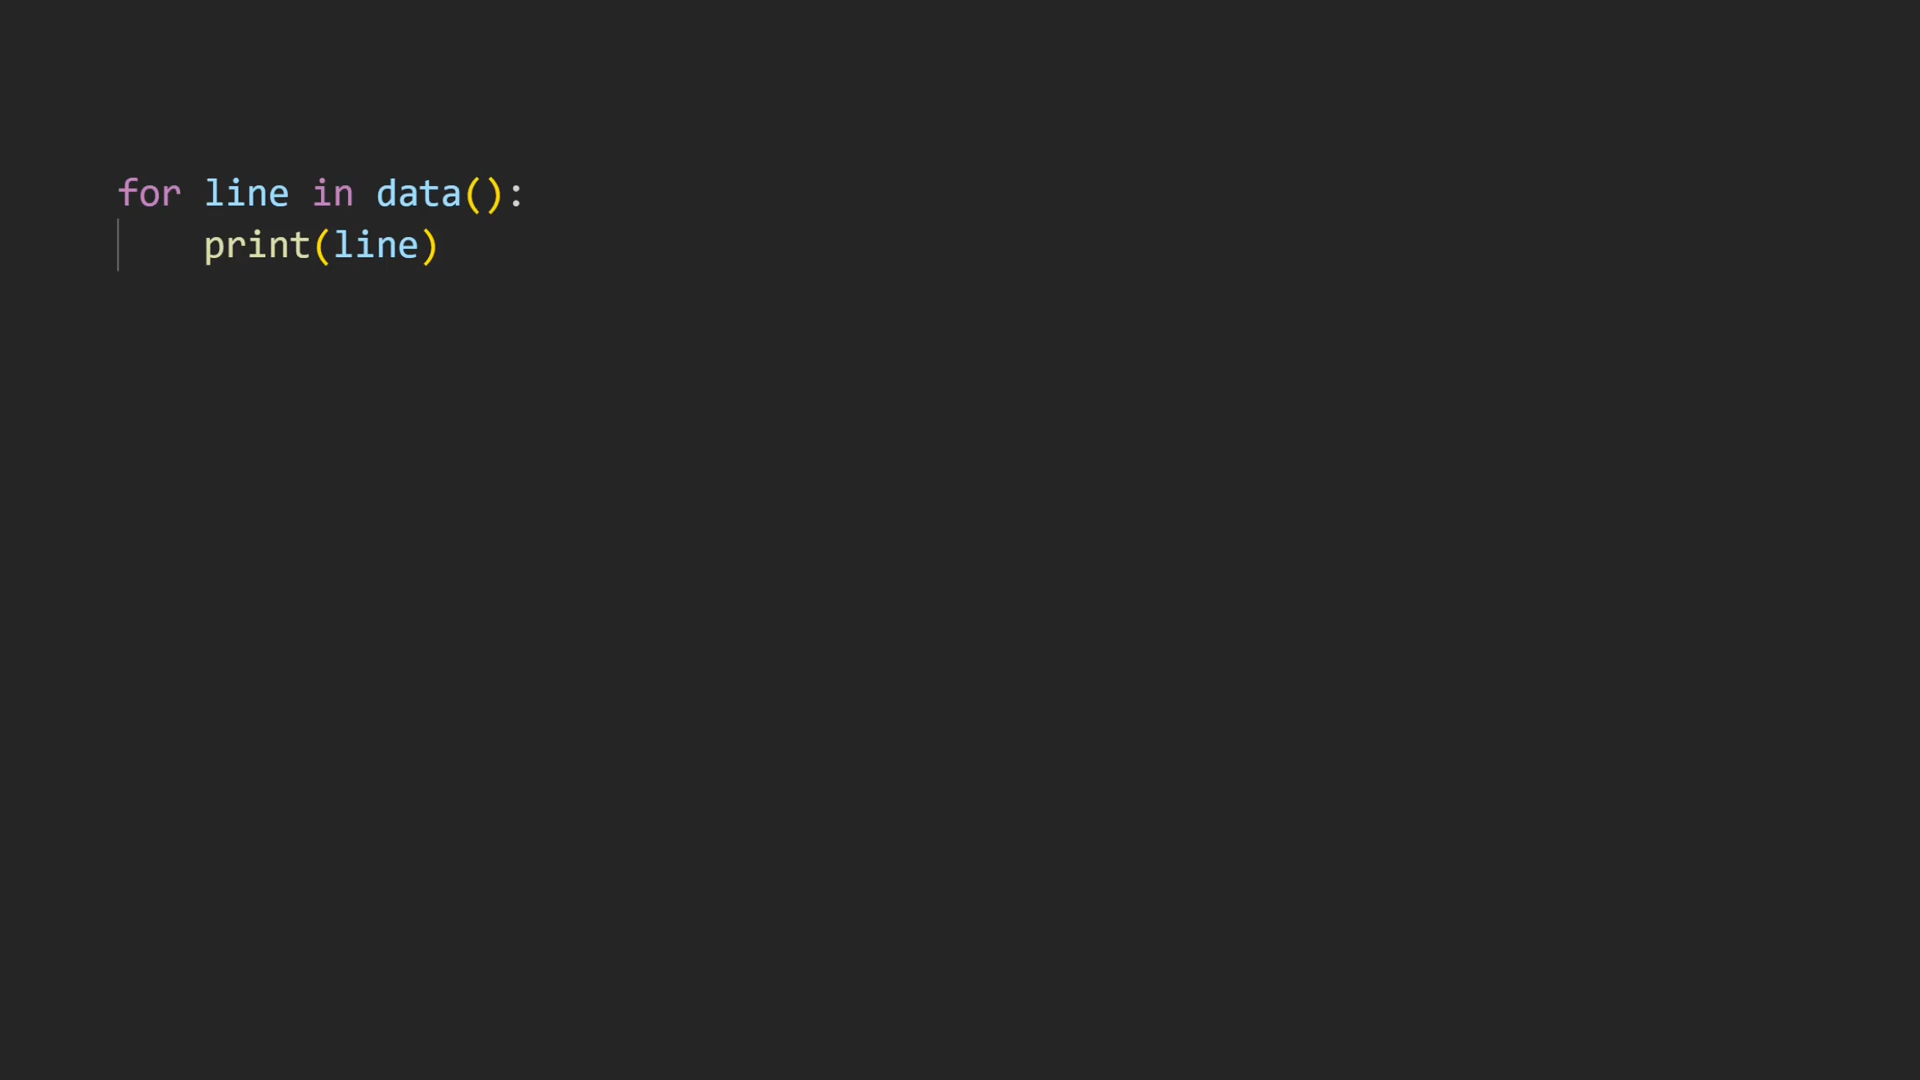 for line in data():
    print(line)